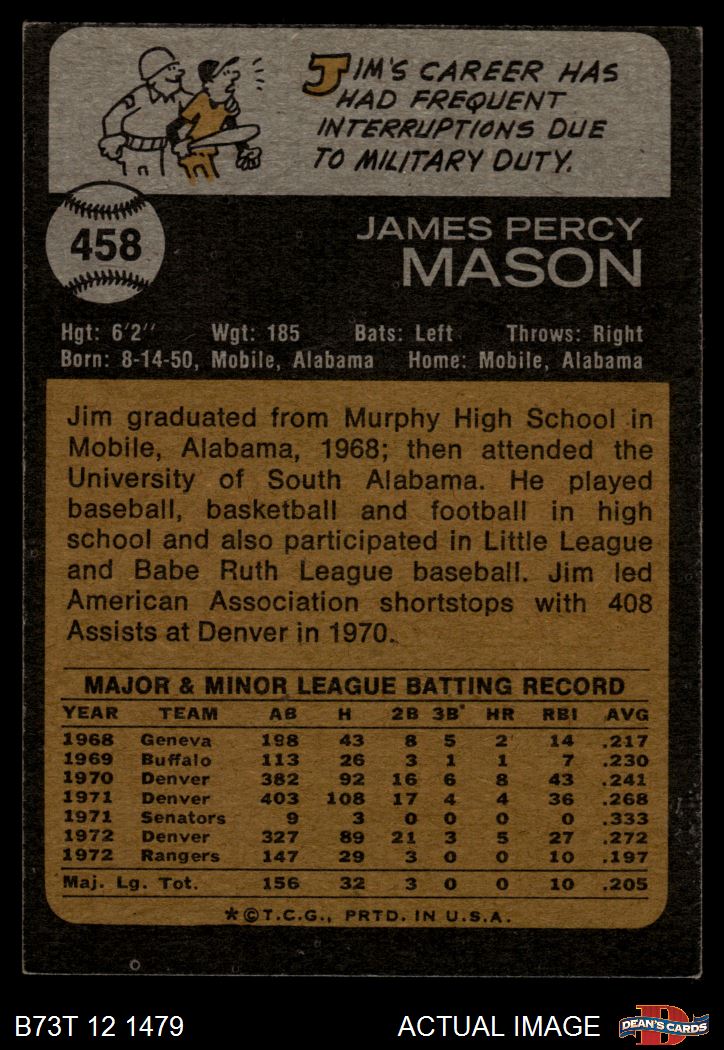 JIM'S CAREER HAS
HAD FREQUENT
INTERRUPTIONS DUE
TO MILITARY DUTY.
458
JAMES PERCY
MASON
Hgt: 6'2" Wgt: 185 Bats: Left Throws: Right
Born: 8-14-50, Mobile, Alabama Home: Mobile, Alabama
Jim graduated from Murphy High School in
Mobile, Alabama, 1968; then attended the
University of South Alabama. He played
baseball, basketball and football in high
school and also participated in Little League
and Babe Ruth League baseball. Jim led
American Association shortstops with 408
Assists at Denver in 1970.
MAJOR & MINOR LEAGUE BATTING RECORD
YEAR TEAM AB H 2B 3B HR RBI AVG
1968 Geneva 198 43 8 5 2 14 .217
1969 Buffalo 113 26 3 1 1 7 .230
1970 Denver 382 92 16 6 8 43 .241
1971 Denver 403 108 17 4 4 36 .268
1971 Senators 9 3 0 0 0 0 .333
1972 Denver 327 89 21 3 5 27 .272
1972 Rangers 147 29 3 0 0 10 .197
Maj. Lg. Tot. 156 32 3 0 0 10 .205
*©T.C.G., PRTD. IN U.S.A.
B73T 12 1479 ACTUAL IMAGE
D
DEAN'S CARDS